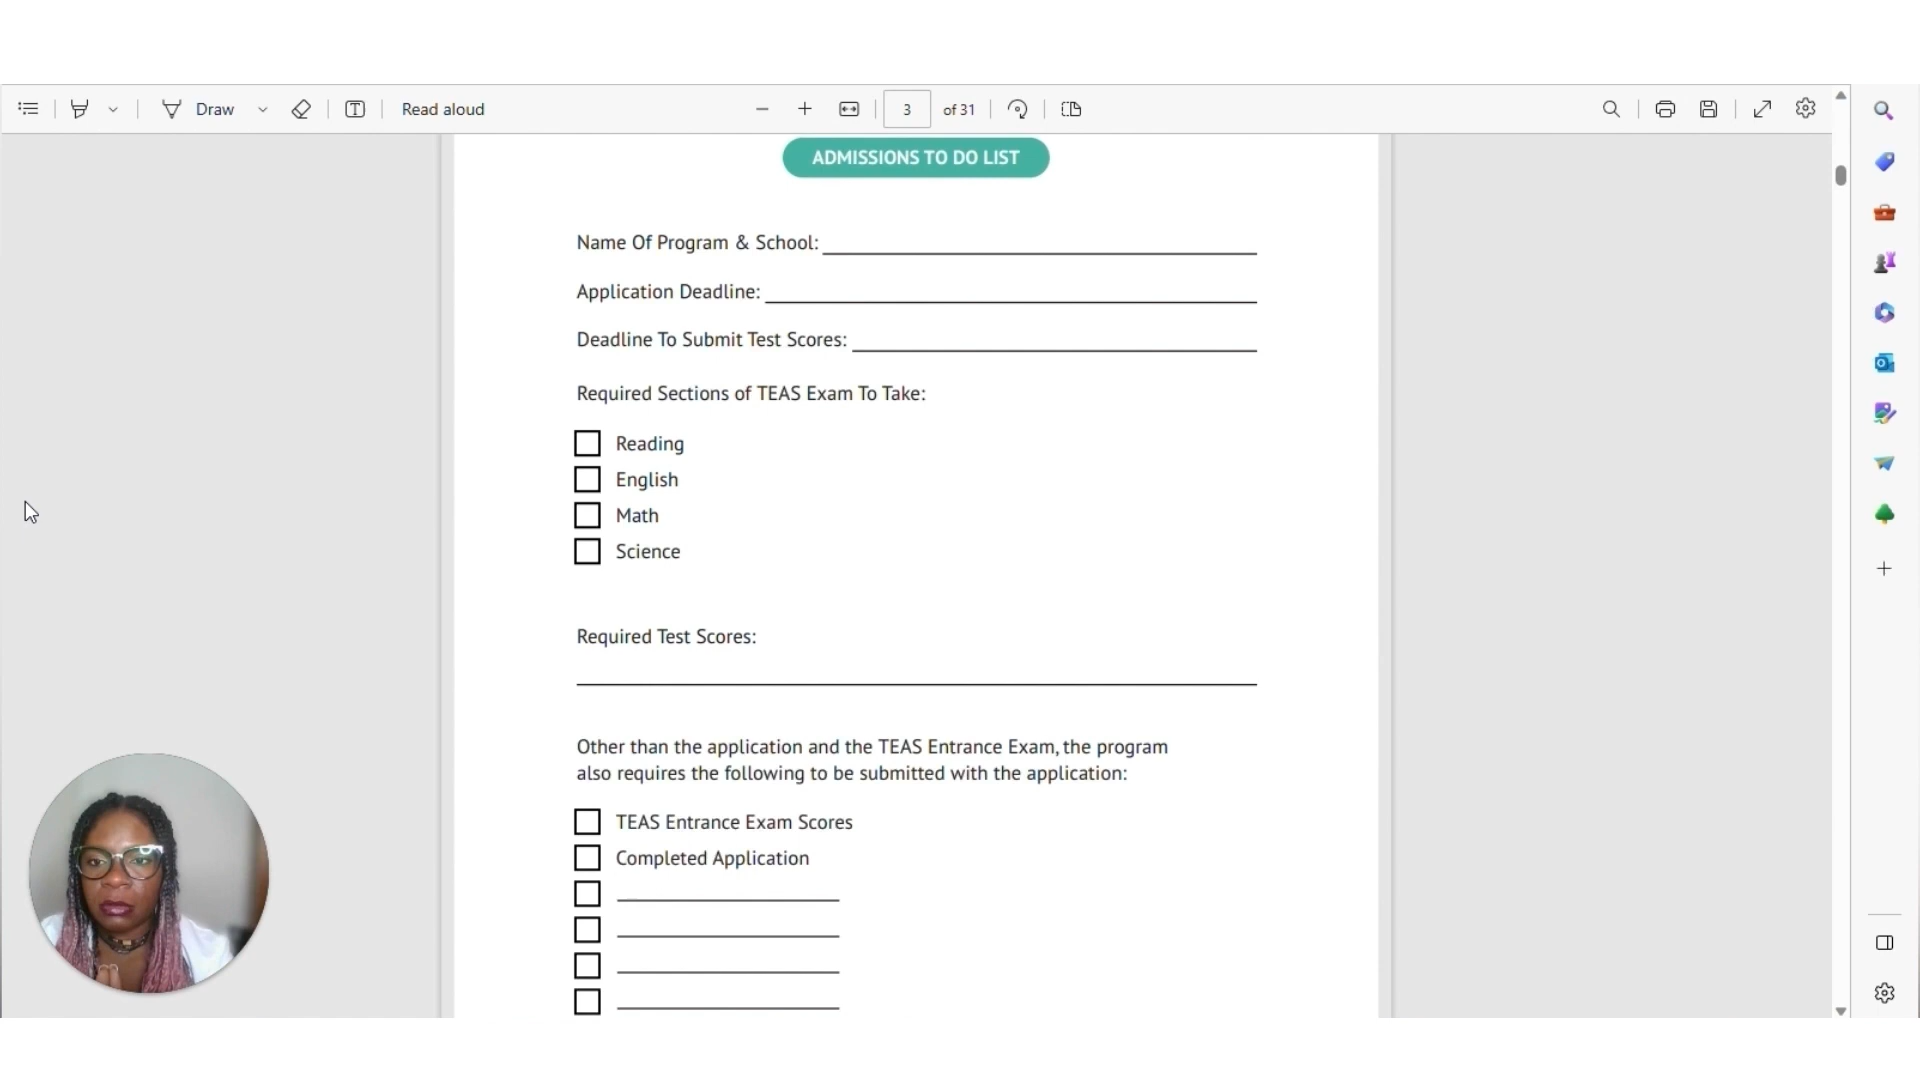 Draw
Read aloud
3 of 31
ADMISSIONS TO DO LIST
Name Of Program & School:
Application Deadline:
Deadline To Submit Test Scores:
Required Sections of TEAS Exam To Take:
Reading
English
Math
Science
Required Test Scores:
Other than the application and the TEAS Entrance Exam, the program
also requires the following to be submitted with the application:
TEAS Entrance Exam Scores
Completed Application